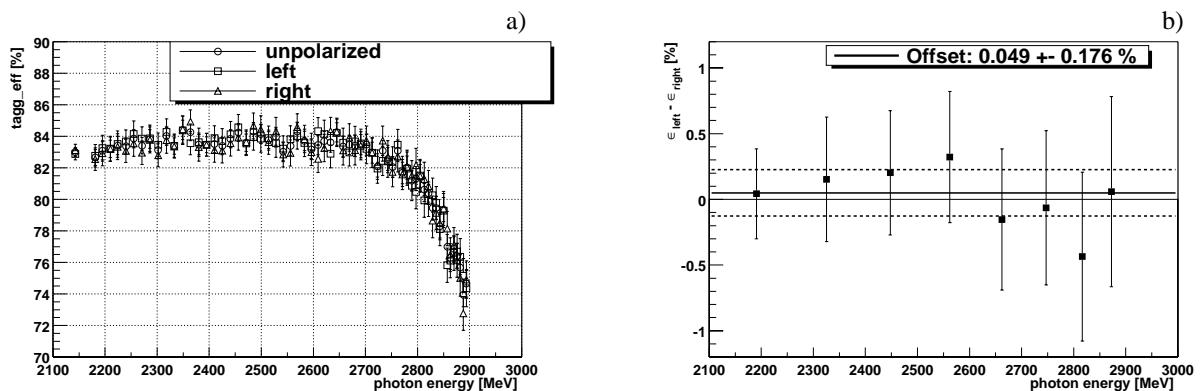 a)
tagg_eff [%]
90
88
86
84
82
80
78
76
74
72
70
unpolarized
left
right
2100 2200 2300 2400 2500 2600 2700 2800 2900 3000
photon energy [MeV]
b)
ϵ left - ϵ right [%]
1
0.5
0
-0.5
-1
Offset: 0.049 +- 0.176 %
2100 2200 2300 2400 2500 2600 2700 2800 2900 3000
photon energy [MeV]